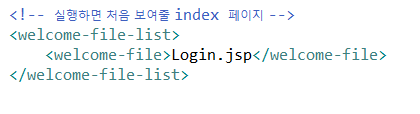 <!-- 실행하면 처음 보여줄 index 페이지 -->
<welcome-file-list>
    <welcome-file>Login.jsp</welcome-file>
</welcome-file-list>